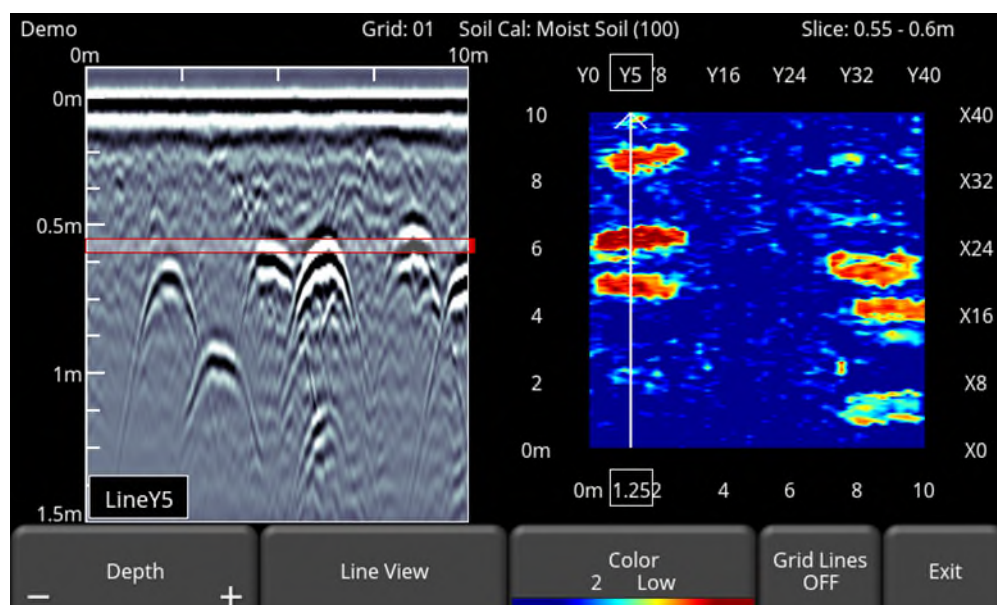 Demo Grid: 01 Soil Cal: Moist Soil (100) Slice: 0.55 - 0.6m
0m 10m
Y0 Y5 Y8 Y16 Y24 Y32 Y40
0m
0.5m
1m
1.5m
LineY5
10 X40
8 X32
6 X24
4 X16
2 X8
0m X0
0m 1.252 4 6 8 10
Depth
− +
Line View
Color
2 Low
Grid Lines
OFF
Exit